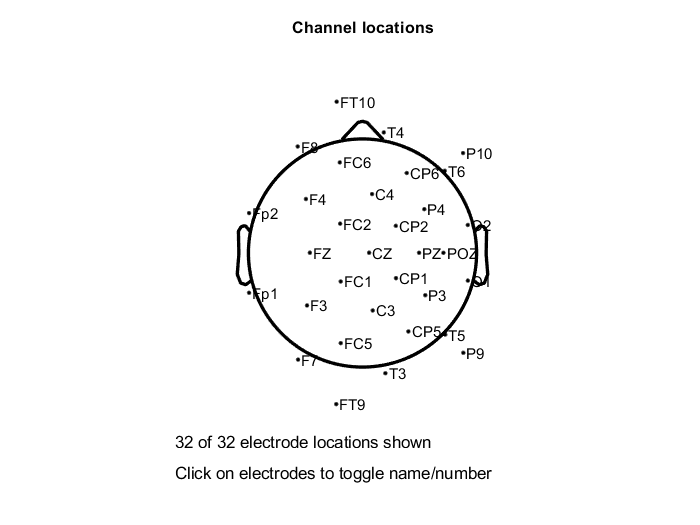 Channel locations
FT10
T4
F8
P10
FC6
CP6
T6
C4
F4
P4
Fp2
FC2
CP2
O2
FZ
CZ
PZ
POZ
FC1
CP1
O1
Fp1
P3
F3
C3
CP5
T5
FC5
P9
F7
T3
FT9
32 of 32 electrode locations shown
Click on electrodes to toggle name/number